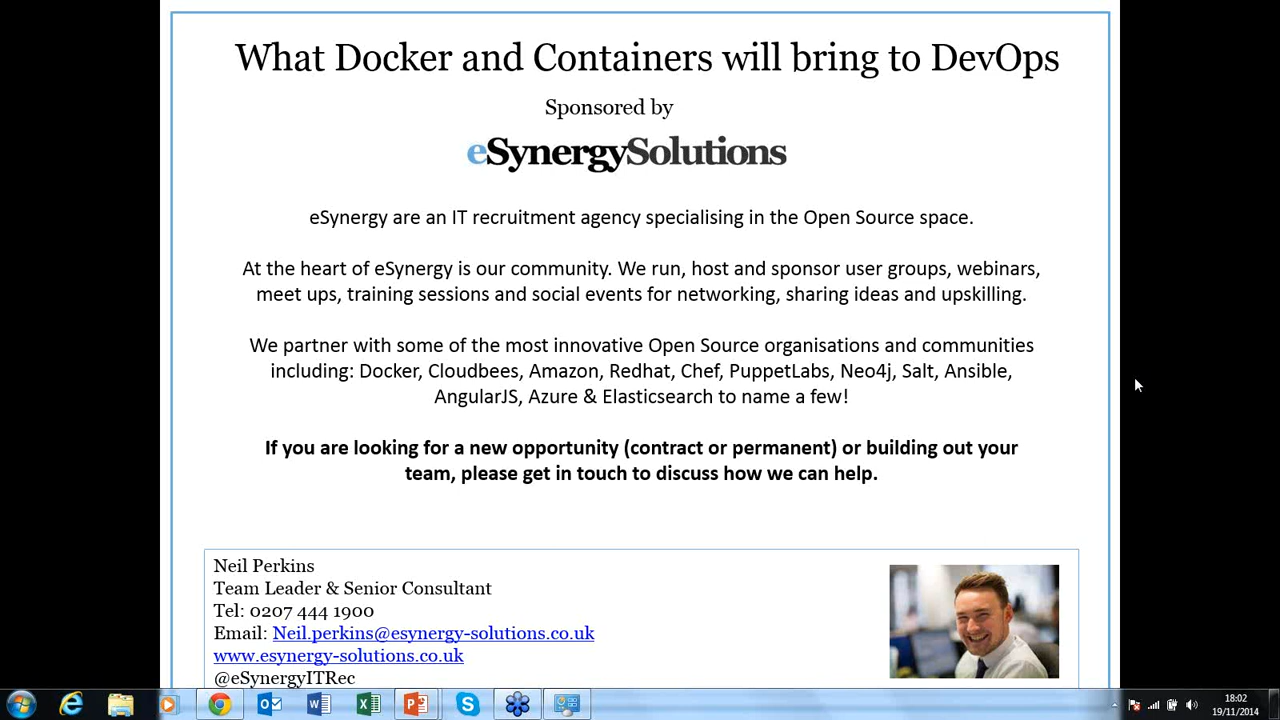 What Docker and Containers will bring to DevOps
Sponsored by
eSynergySolutions
eSynergy are an IT recruitment agency specialising in the Open Source space.
At the heart of eSynergy is our community. We run, host and sponsor user groups, webinars,
meet ups, training sessions and social events for networking, sharing ideas and upskilling.
We partner with some of the most innovative Open Source organisations and communities
including: Docker, Cloudbees, Amazon, Redhat, Chef, PuppetLabs, Neo4j, Salt, Ansible,
AngularJS, Azure & Elasticsearch to name a few!
If you are looking for a new opportunity (contract or permanent) or building out your
team, please get in touch to discuss how we can help.
Neil Perkins
Team Leader & Senior Consultant
Tel: 0207 444 1900
Email: Neil.perkins@esynergy-solutions.co.uk
www.esynergy-solutions.co.uk
@eSynergyITRec
18:02
19/11/2014